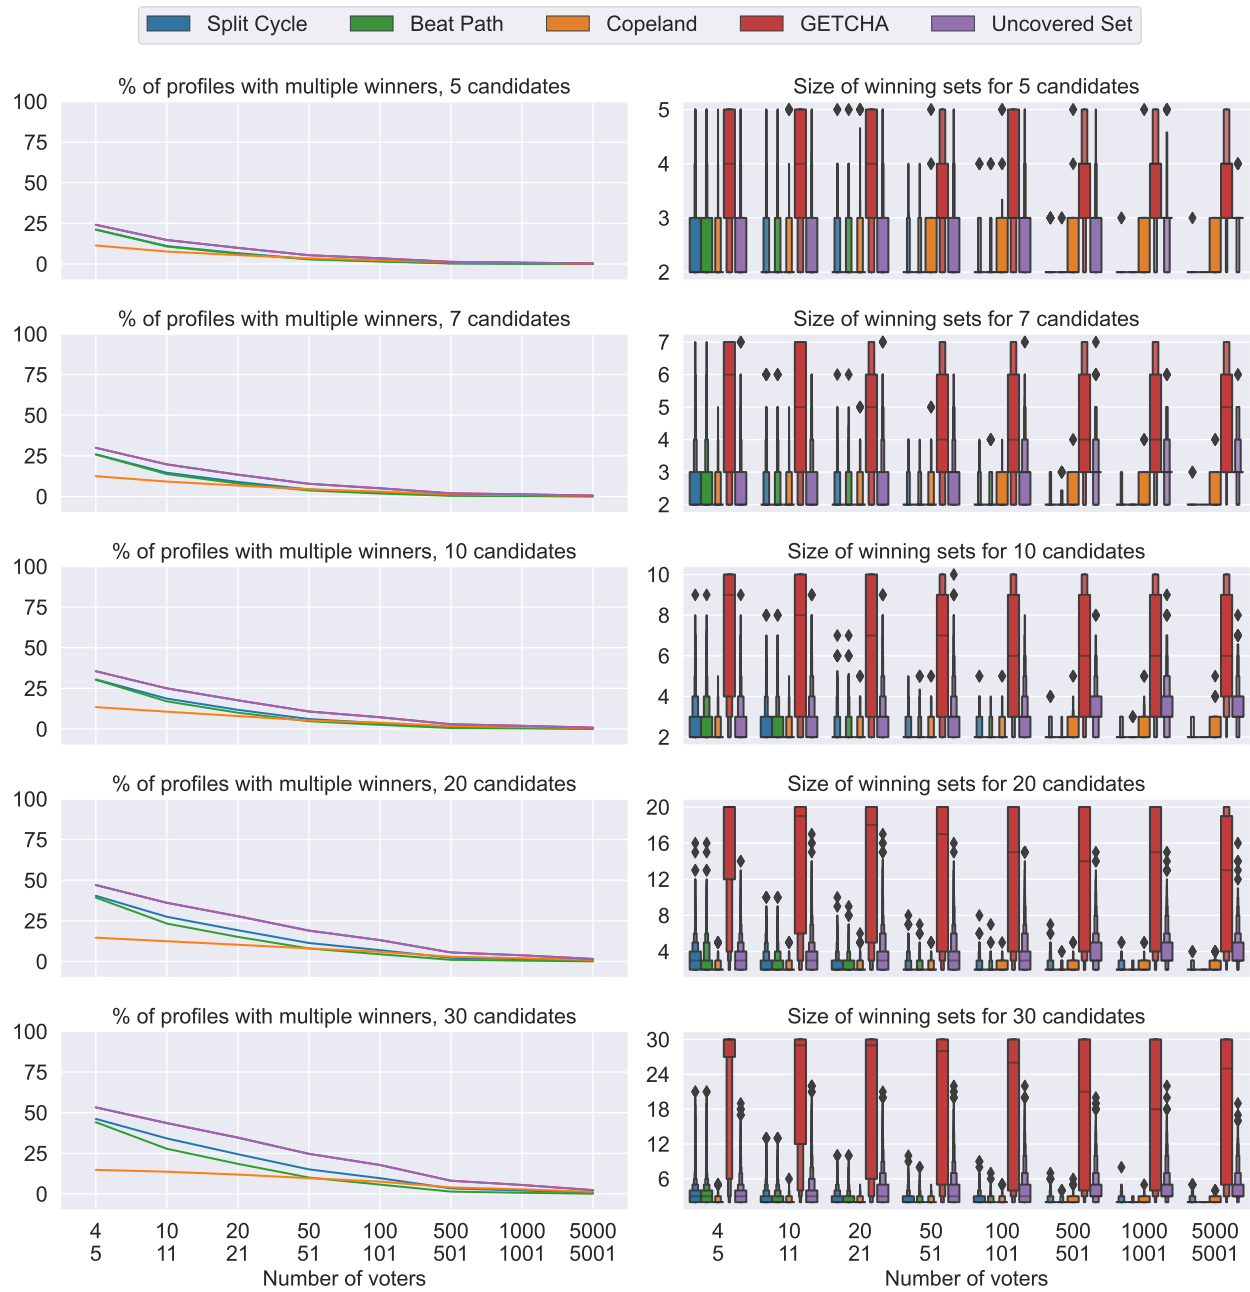 Split Cycle Beat Path Copeland GETCHA Uncovered Set
% of profiles with multiple winners, 5 candidates
100
75
50
25
0
Size of winning sets for 5 candidates
5
4
3
2
% of profiles with multiple winners, 7 candidates
100
75
50
25
0
Size of winning sets for 7 candidates
7
6
5
4
3
2
% of profiles with multiple winners, 10 candidates
100
75
50
25
0
Size of winning sets for 10 candidates
10
8
6
4
2
% of profiles with multiple winners, 20 candidates
100
75
50
25
0
Size of winning sets for 20 candidates
20
16
12
8
4
% of profiles with multiple winners, 30 candidates
100
75
50
25
0
4 10 20 50 100 500 1000 5000
5 11 21 51 101 501 1001 5001
Number of voters
Size of winning sets for 30 candidates
30
24
18
12
6
4 10 20 50 100 500 1000 5000
5 11 21 51 101 501 1001 5001
Number of voters